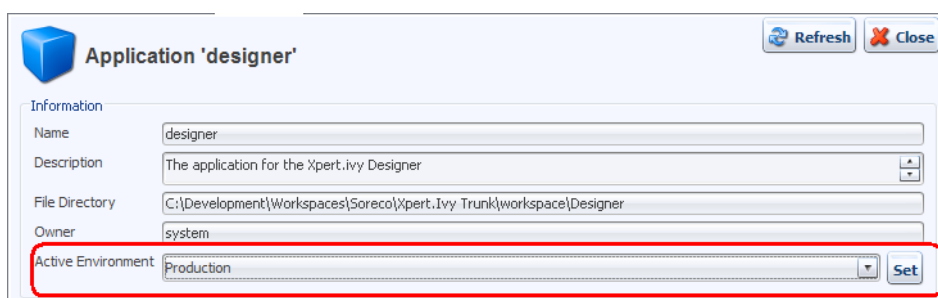 Application 'designer'
Refresh
Close
Information
Name designer
Description The application for the Xpert.ivy Designer
File Directory C:\Development\Workspaces\Soreco\Xpert.Ivy Trunk\workspace\Designer
Owner system
Active Environment Production Set